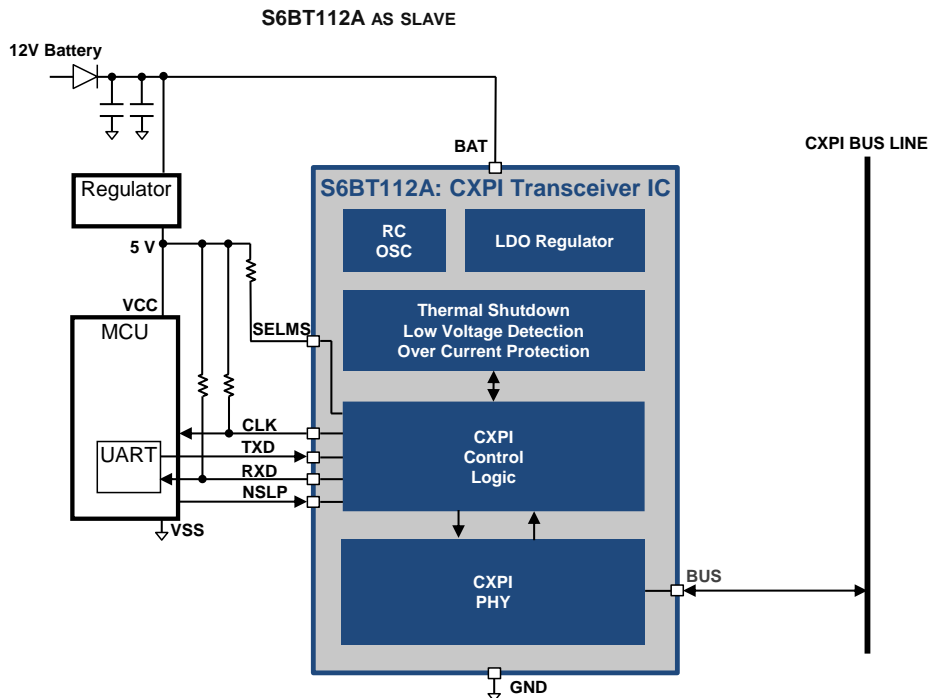 S6BT112A AS SLAVE
12V Battery
CXPI BUS LINE
BAT
S6BT112A: CXPI Transceiver IC
Regulator
RC
OSC
LDO Regulator
5 V
VCC
MCU
SELMS
Thermal Shutdown
Low Voltage Detection
Over Current Protection
CLK
TXD
UART
RXD
NSLP
VSS
CXPI
Control
Logic
CXPI
PHY
BUS
GND